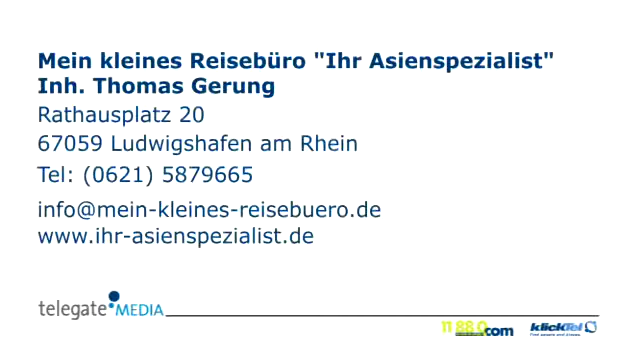 Mein kleines Reisebüro "Ihr Asienspezialist"
Inh. Thomas Gerung
Rathausplatz 20
67059 Ludwigshafen am Rhein
Tel: (0621) 5879665
info@mein-kleines-reisebuero.de
www.ihr-asienspezialist.de
telegate MEDIA
11880.com
klickTel